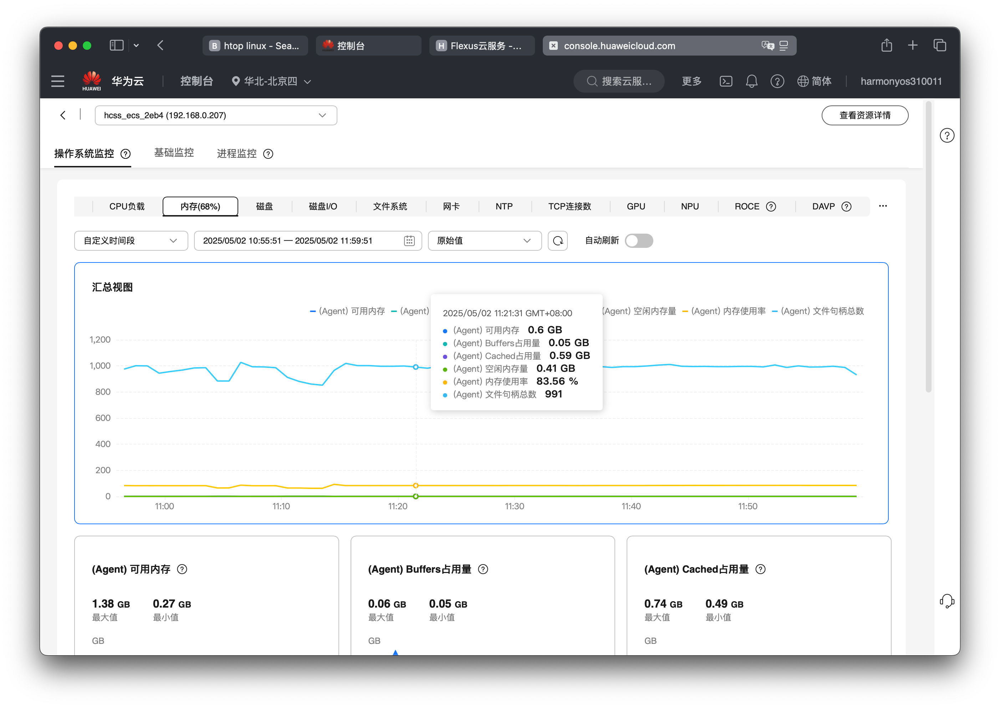 B htop linux - Sea...
控制台
H Flexus云服务 -...
console.huaweicloud.com
HUAWEI
华为云
控制台
华北-北京四
搜索云服...
更多
简体
harmonyos310011
hcss_ecs_2eb4 (192.168.0.207)
查看资源详情
操作系统监控
基础监控
进程监控
CPU负载
内存(68%)
磁盘
磁盘I/O
文件系统
网卡
NTP
TCP连接数
GPU
NPU
ROCE
DAVP
自定义时间段
2025/05/02 10:55:51 — 2025/05/02 11:59:51
原始值
自动刷新
汇总视图
(Agent) 可用内存
(Agent)
(Agent) 空闲内存量
(Agent) 内存使用率
(Agent) 文件句柄总数
2025/05/02 11:21:31 GMT+08:00
(Agent) 可用内存 0.6 GB
(Agent) Buffers占用量 0.05 GB
(Agent) Cached占用量 0.59 GB
(Agent) 空闲内存量 0.41 GB
(Agent) 内存使用率 83.56 %
(Agent) 文件句柄总数 991
1,200
1,000
800
600
400
200
0
11:00
11:10
11:20
11:30
11:40
11:50
(Agent) 可用内存
1.38 GB
0.27 GB
最大值
最小值
GB
(Agent) Buffers占用量
0.06 GB
0.05 GB
最大值
最小值
GB
(Agent) Cached占用量
0.74 GB
0.49 GB
最大值
最小值
GB